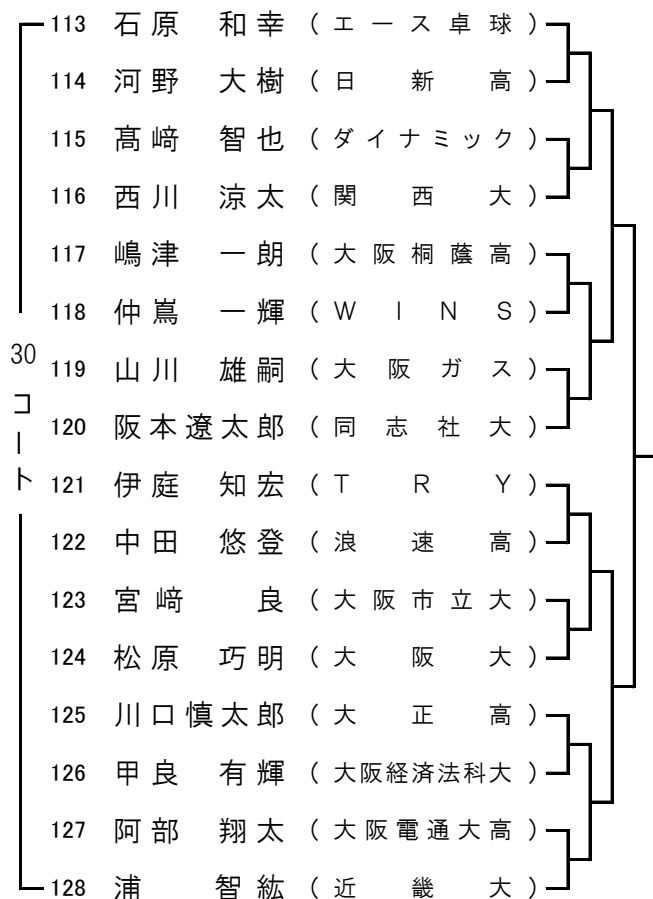 113 石原 和幸 (エース卓球)
114 河野 大樹 (日新高)
115 髙﨑 智也 (ダイナミック)
116 西川 涼太 (関西大)
117 嶋津 一朗 (大阪桐蔭高)
118 仲嶌 一輝 (WINS)
30コート
119 山川 雄嗣 (大阪ガス)
120 阪本遼太郎 (同志社大)
121 伊庭 知宏 (TRY)
122 中田 悠登 (浪速高)
123 宮﨑 良 (大阪市立大)
124 松原 巧明 (大阪大)
125 川口慎太郎 (大正高)
126 甲良 有輝 (大阪経済法科大)
127 阿部 翔太 (大阪電通大高)
128 浦 智紘 (近畿大)